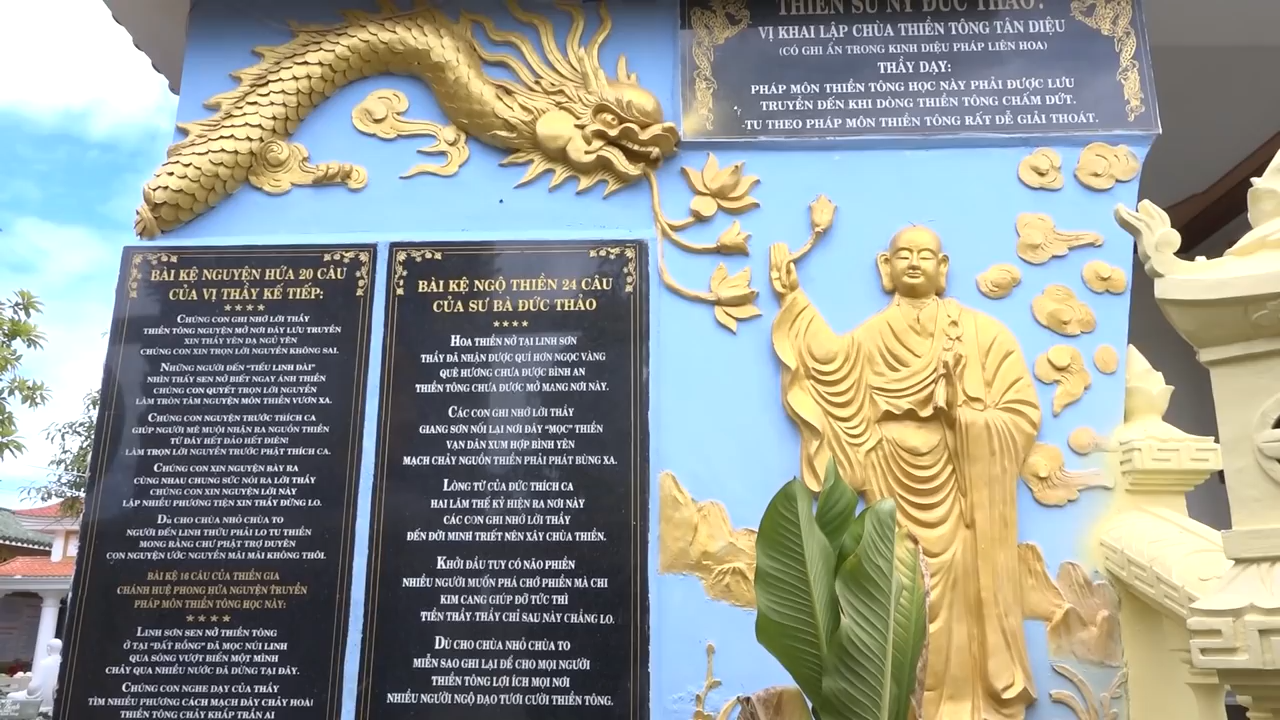 THIỀN SƯ NI ĐỨC THẢO:
VỊ KHAI LẬP CHÙA THIỀN TÔNG TÂN DIỆU
(CÓ GHI ẨN TRONG KINH DIỆU PHÁP LIÊN HOA)
THẦY DẠY:
PHÁP MÔN THIỀN TÔNG HỌC NÀY PHẢI ĐƯỢC LƯU
TRUYỀN ĐẾN KHI DÒNG THIỀN TÔNG CHẤM DỨT.
-TU THEO PHÁP MÔN THIỀN TÔNG RẤT DỄ GIẢI THOÁT.
BÀI KỆ NGUYỆN HỨA 20 CÂU
CỦA VỊ THẦY KẾ TIẾP:
****
CHÚNG CON GHI NHỚ LỜI THẦY
THIỀN TÔNG NGUYỆN MỞ NƠI ĐÂY LƯU TRUYỀN
XIN THẦY YÊN DẠ NGỦ YÊN
CHÚNG CON XIN TRỌN LỜI NGUYỀN KHÔNG SAI.
NHỮNG NGƯỜI ĐẾN "TIỂU LINH ĐÀI"
NHÌN THẤY SEN NỞ BIẾT NGAY ÁNH THIỀN
CHÚNG CON QUYẾT TRỌN LỜI NGUYỀN
LÀM TRÒN TÂM NGUYỆN MÔN THIỀN VƯƠN XA.
CHÚNG CON NGUYỆN TRƯỚC THÍCH CA
GIÚP NGƯỜI MÊ MUỘI NHẬN RA NGUỒN THIỀN
TỪ ĐÂY HẾT ĐẢO HẾT ĐIÊN!
LÀM TRỌN LỜI NGUYỀN TRƯỚC PHẬT THÍCH CA.
CHÚNG CON XIN NGUYỆN BÀY RA
CÙNG NHAU CHUNG SỨC NÓI RA LỜI THẦY
CHÚNG CON XIN NGUYỆN LỜI NÀY
LẬP NHIỀU PHƯƠNG TIỆN XIN THẦY ĐỪNG LO.
DÙ CHO CHÙA NHỎ CHÙA TO
NGƯỜI ĐẾN LINH THỨU PHẢI LO TU THIỀN
MONG RẰNG CHƯ PHẬT TRỢ DUYÊN
CON NGUYỆN ƯỚC NGUYỀN MÃI MÃI KHÔNG THÔI.
BÀI KỆ 16 CÂU CỦA THIỀN GIA
CHÁNH HUỆ PHONG HỨA NGUYỆN TRUYỀN
PHÁP MÔN THIỀN TÔNG HỌC NÀY:
****
LINH SƠN SEN NỞ THIỀN TÔNG
Ở TẠI "ĐẤT RỒNG" ĐÃ MỌC NÚI LINH
QUA SÔNG VƯỢT BIỂN MỘT MÌNH
CHẢY QUA NHIỀU NƯỚC ĐÃ DỪNG TẠI ĐÂY.
CHÚNG CON NGHE DẠY CỦA THẦY
TÌM NHIỀU PHƯƠNG CÁCH MẠCH ĐÂY CHẢY HOÀI
THIỀN TÔNG CHẢY KHẮP TRẦN AI
BÀI KỆ NGỘ THIỀN 24 CÂU
CỦA SƯ BÀ ĐỨC THẢO
****
HOA THIỀN NỞ TẠI LINH SƠN
THẦY ĐÃ NHẬN ĐƯỢC QUÍ HƠN NGỌC VÀNG
QUÊ HƯƠNG CHƯA ĐƯỢC BÌNH AN
THIỀN TÔNG CHƯA ĐƯỢC MỞ MANG NƠI NÀY.
CÁC CON GHI NHỚ LỜI THẦY
GIANG SƠN NỐI LẠI NƠI ĐÂY "MỌC" THIỀN
VẠN DÂN XUM HỢP BÌNH YÊN
MẠCH CHẢY NGUỒN THIỀN PHẢI PHÁT BÙNG XA.
LÒNG TỪ CỦA ĐỨC THÍCH CA
HAI LĂM THẾ KỶ HIỆN RA NƠI NÀY
CÁC CON GHI NHỚ LỜI THẦY
ĐẾN ĐỜI MINH TRIẾT NÊN XÂY CHÙA THIỀN.
KHỞI ĐẦU TUY CÓ NÃO PHIỀN
NHIỀU NGƯỜI MUỐN PHÁ CHỚ PHIỀN MÀ CHI
KIM CANG GIÚP ĐỠ TỨC THÌ
TIỀN THẦY THẦY CHỈ SAU NÀY CHẲNG LO.
DÙ CHO CHÙA NHỎ CHÙA TO
MIỄN SAO GHI LẠI ĐỂ CHO MỌI NGƯỜI
THIỀN TÔNG LỢI ÍCH MỌI NƠI
NHIỀU NGƯỜI NGỘ ĐẠO TƯƠI CƯỜI THIỀN TÔNG.